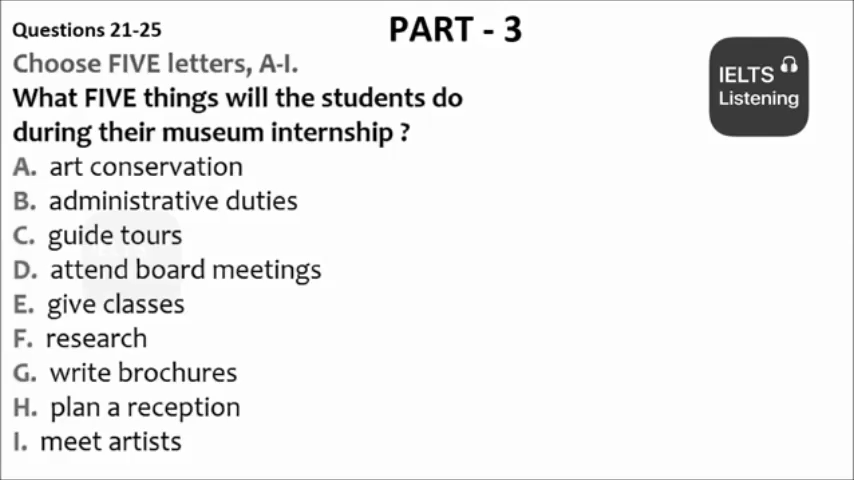 Questions 21-25
PART - 3
Choose FIVE letters, A-I.
IELTS
Listening
What FIVE things will the students do
during their museum internship ?
A. art conservation
B. administrative duties
C. guide tours
D. attend board meetings
E. give classes
F. research
G. write brochures
H. plan a reception
I. meet artists